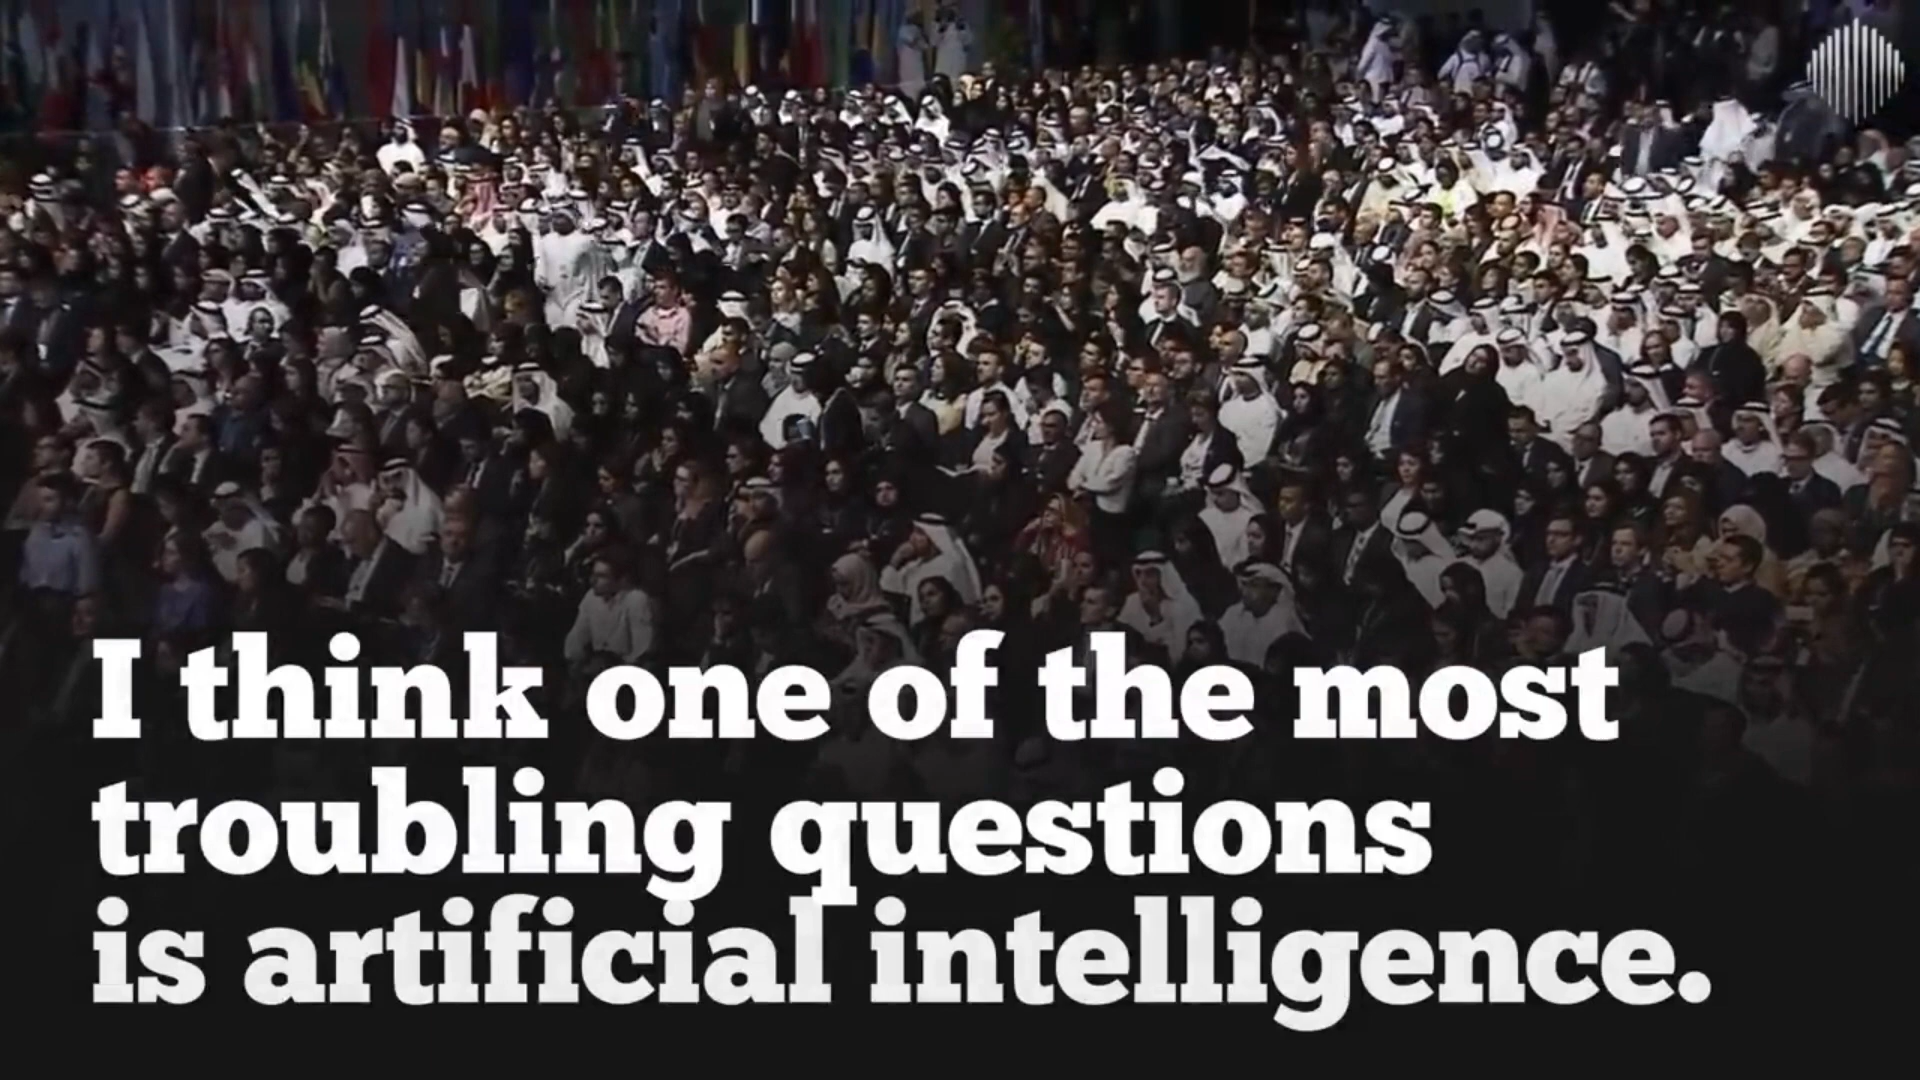 I think one of the most
troubling questions
is artificial intelligence.